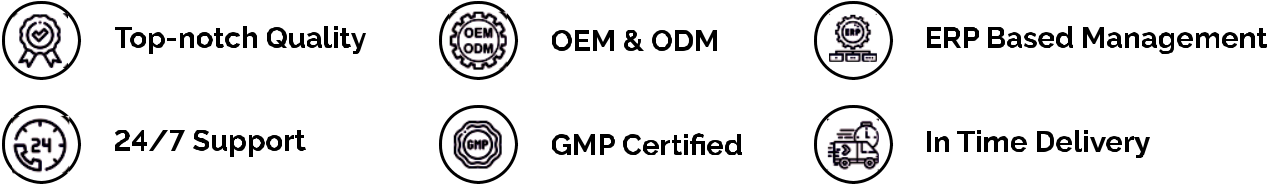 Top-notch Quality
OEM
ODM
OEM & ODM
ERP
ERP Based Management
24
24/7 Support
GMP
GMP Certified
In Time Delivery